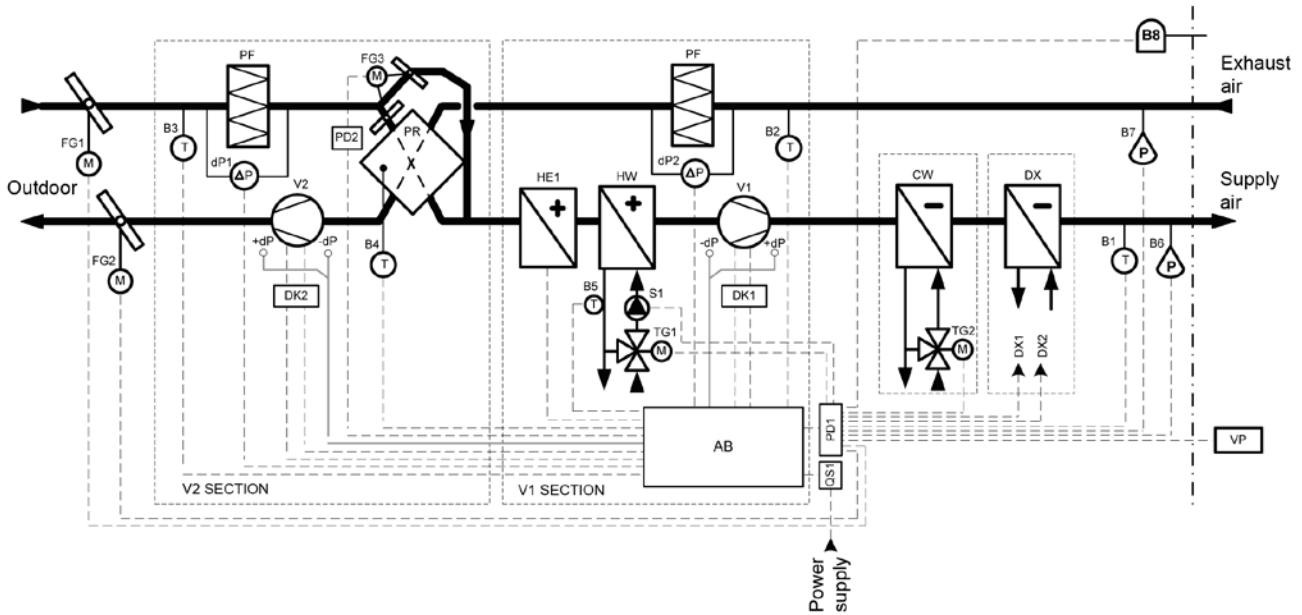 B8
Exhaust
air
PF
FG3
M
PF
B3
T
PD2
PR
X
B2
T
B7
P
FG1
M
dP1
ΔP
dP2
ΔP
Outdoor
V2
HE1
+
HW
+
V1
CW
−
DX
−
Supply
air
+dP
-dP
B4
T
-dP
+dP
B1
T
B6
P
FG2
M
DK2
B5
T
S1
DK1
TG1
M
TG2
M
DX1
DX2
AB
PD1
VP
QS1
V2 SECTION
V1 SECTION
Power
supply